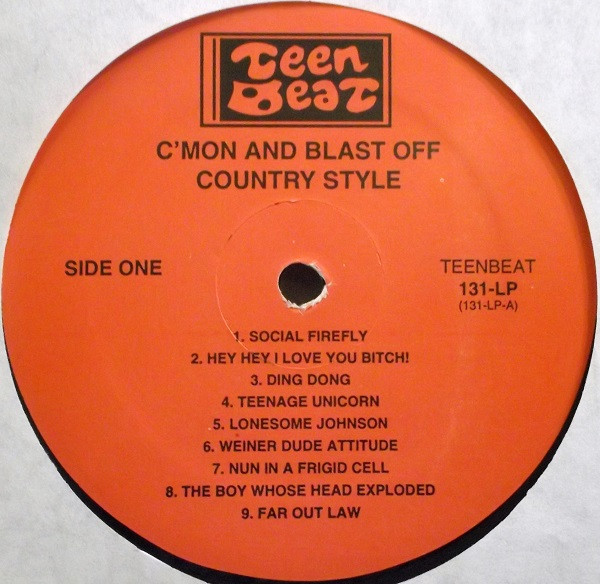 Teen
Beat
C'MON AND BLAST OFF
COUNTRY STYLE
SIDE ONE
TEENBEAT
131-LP
(131-LP-A)
1. SOCIAL FIREFLY
2. HEY HEY I LOVE YOU BITCH!
3. DING DONG
4. TEENAGE UNICORN
5. LONESOME JOHNSON
6. WEINER DUDE ATTITUDE
7. NUN IN A FRIGID CELL
8. THE BOY WHOSE HEAD EXPLODED
9. FAR OUT LAW